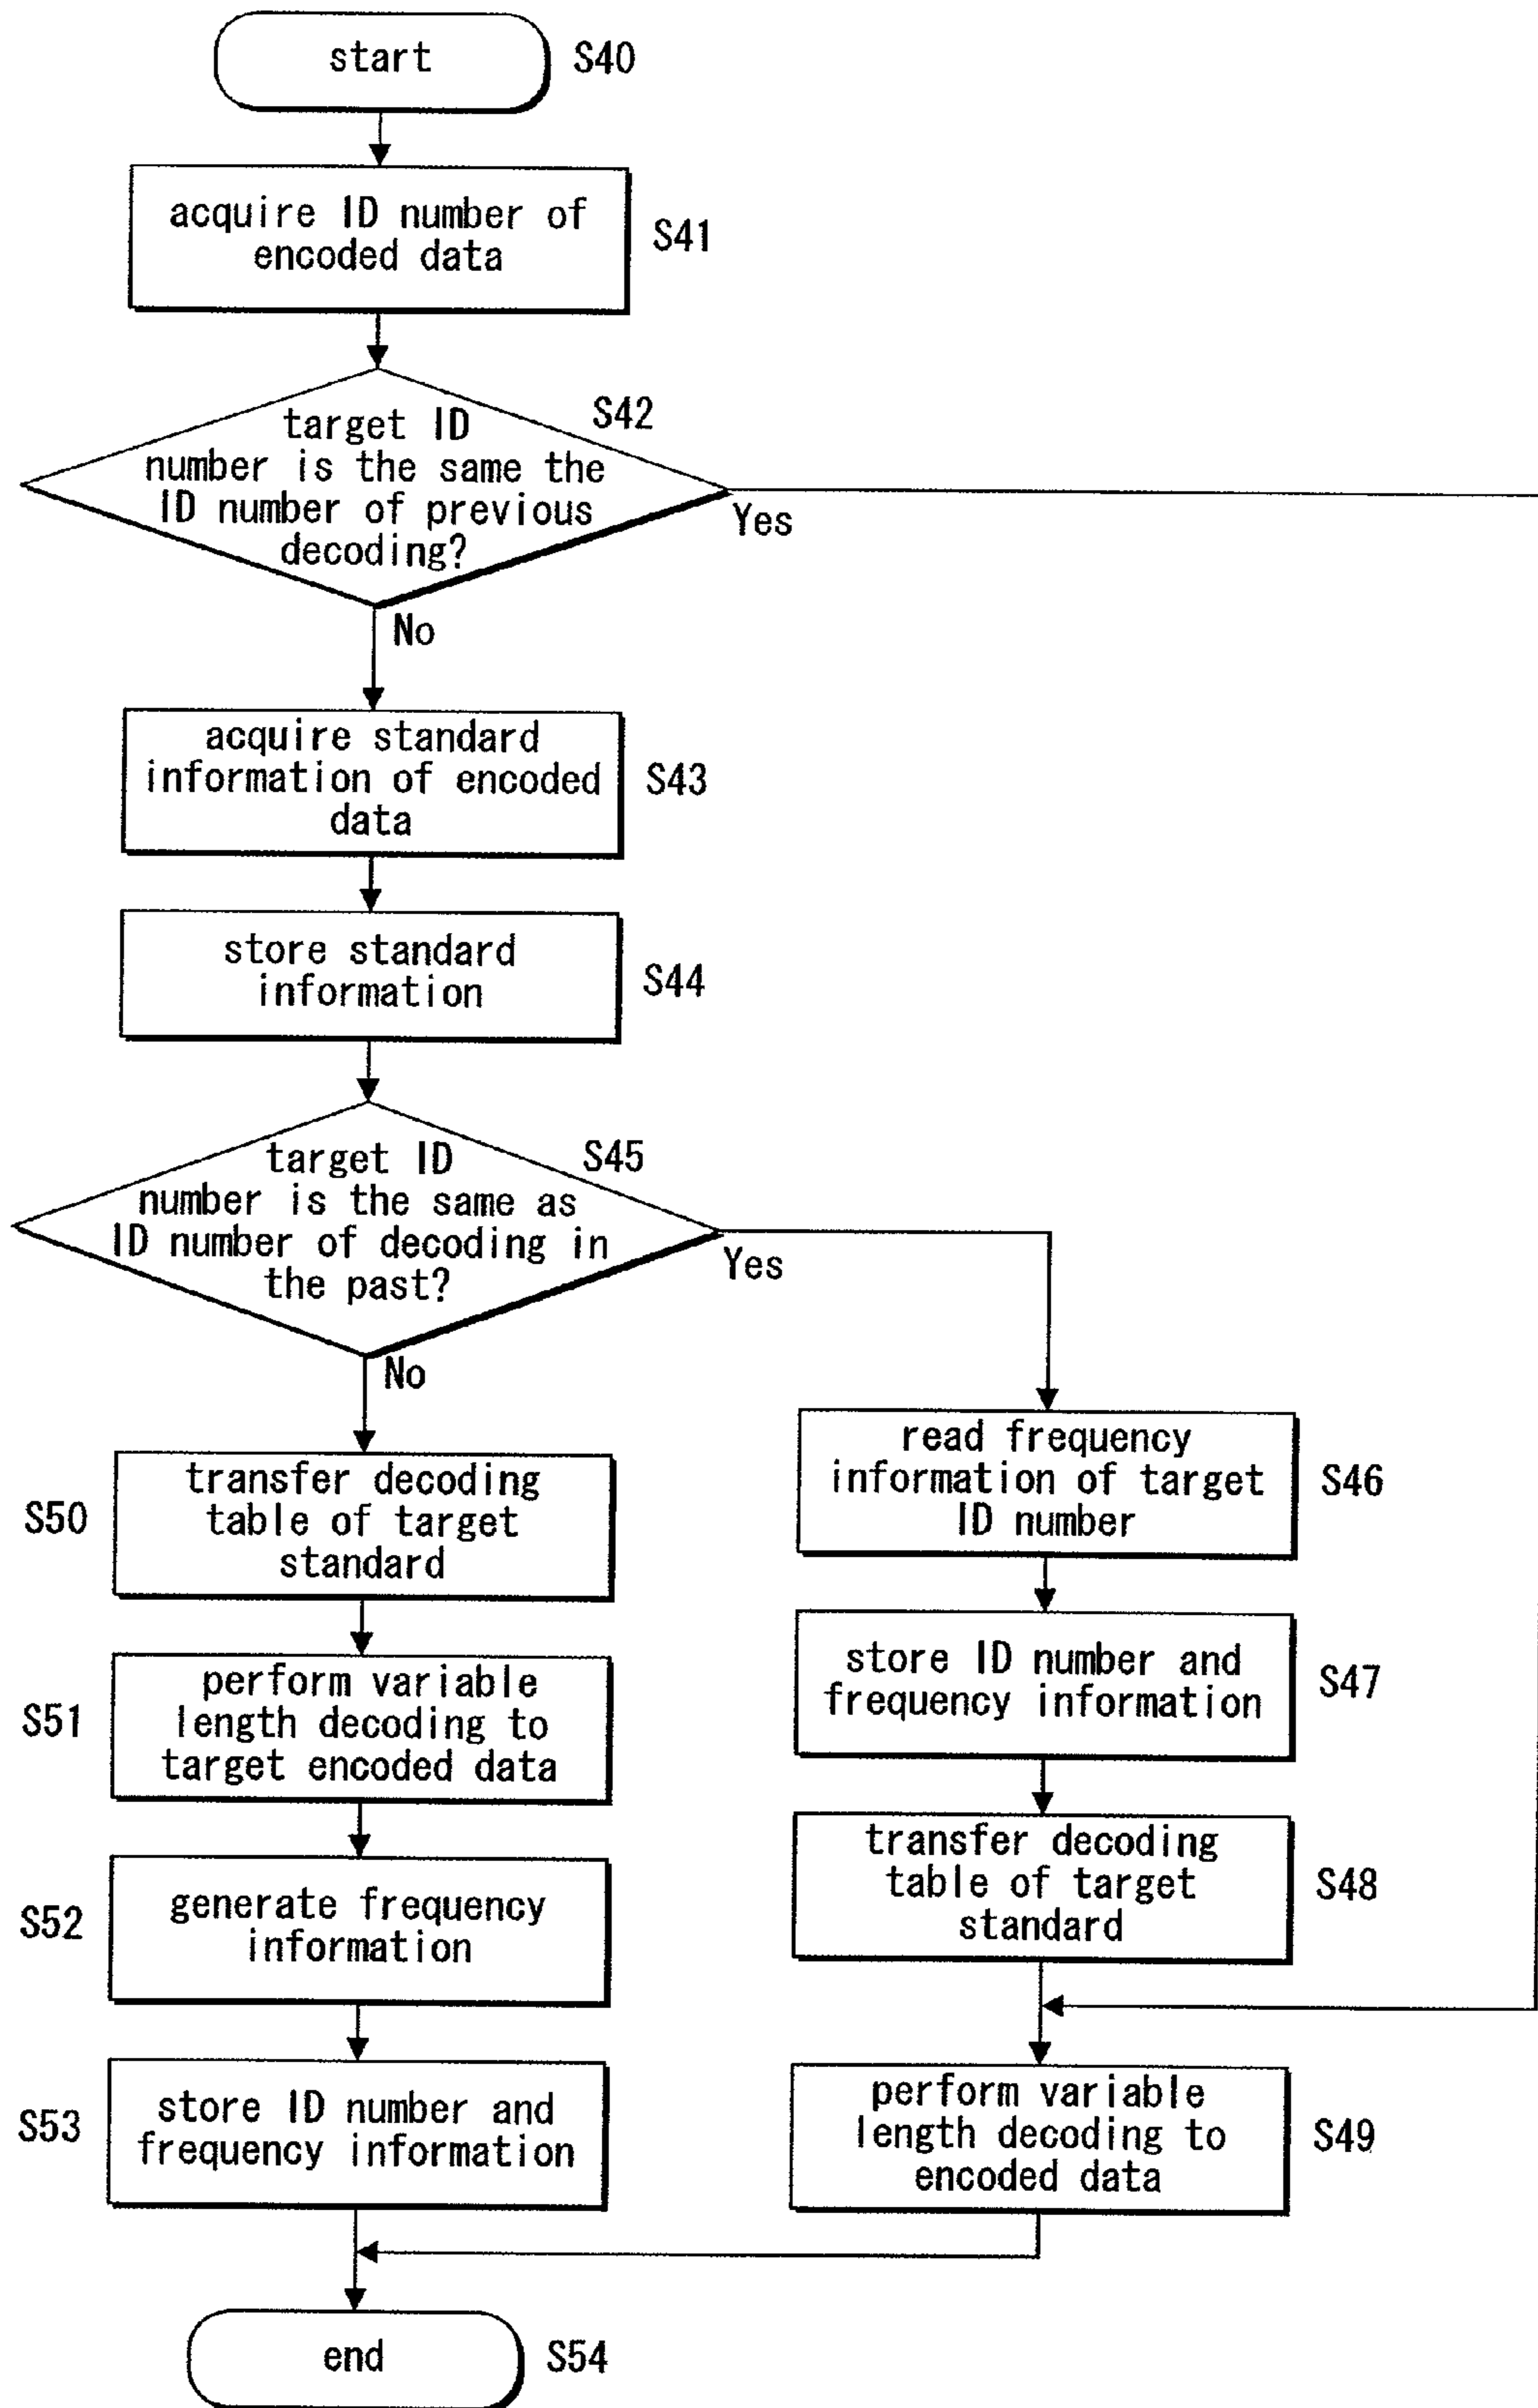 start
S40
acquire ID number of
encoded data
S41
target ID
number is the same the
ID number of previous
decoding?
S42
Yes
No
acquire standard
information of encoded
data
S43
store standard
information
S44
target ID
number is the same as
ID number of decoding in
the past?
S45
Yes
No
read frequency
information of target
ID number
S46
store ID number and
frequency information
S47
transfer decoding
table of target
standard
S48
perform variable
length decoding to
encoded data
S49
S50
transfer decoding
table of target
standard
S51
perform variable
length decoding to
target encoded data
S52
generate frequency
information
S53
store ID number and
frequency information
end
S54